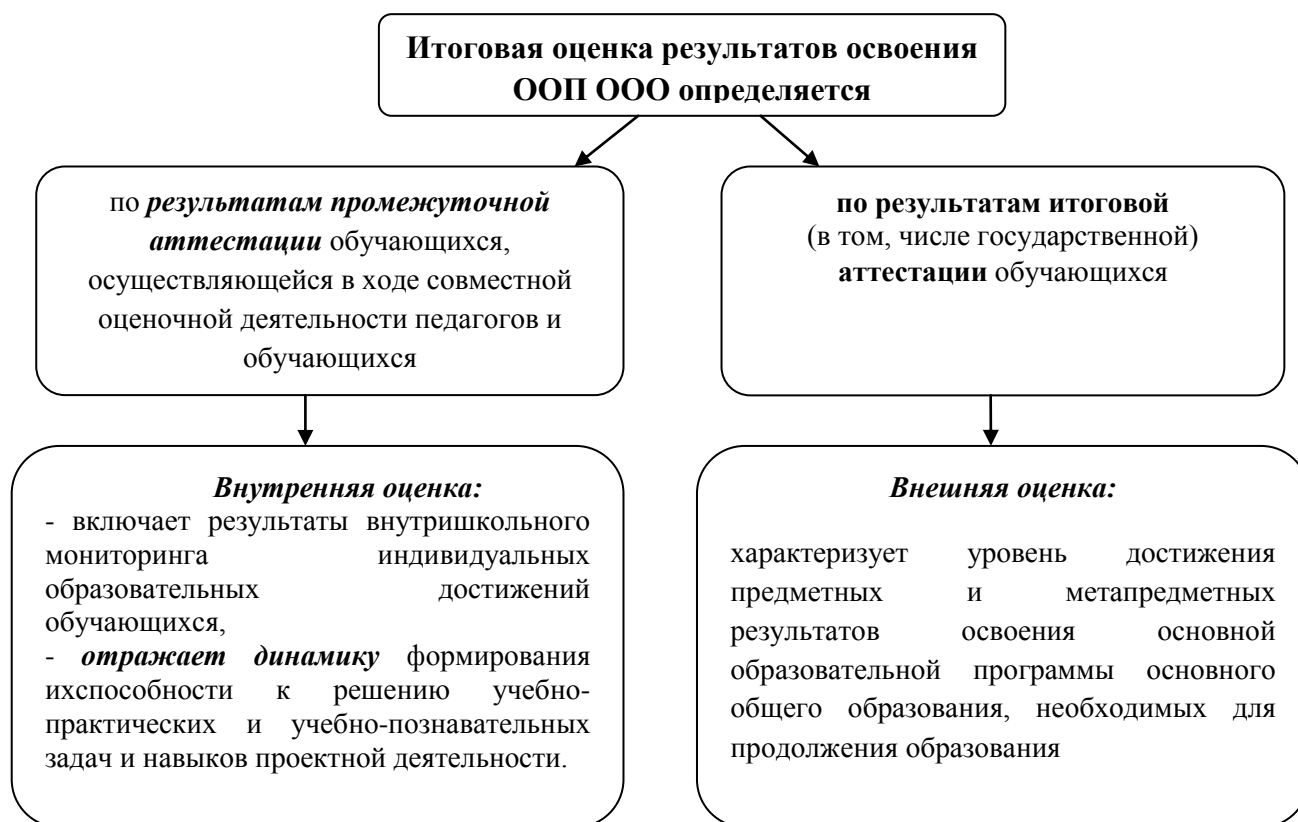 Итоговая оценка результатов освоения
ООП ООО определяется
по результатам промежуточной
аттестации обучающихся,
осуществляющейся в ходе совместной
оценочной деятельности педагогов и
обучающихся
по результатам итоговой
(в том, числе государственной)
аттестации обучающихся
Внутренняя оценка:
- включает результаты внутришкольного
мониторинга индивидуальных
образовательных достижений
обучающихся,
- отражает динамику формирования
ихспособности к решению учебно-
практических и учебно-познавательных
задач и навыков проектной деятельности.
Внешняя оценка:
характеризует уровень достижения
предметных и метапредметных
результатов освоения основной
образовательной программы основного
общего образования, необходимых для
продолжения образования